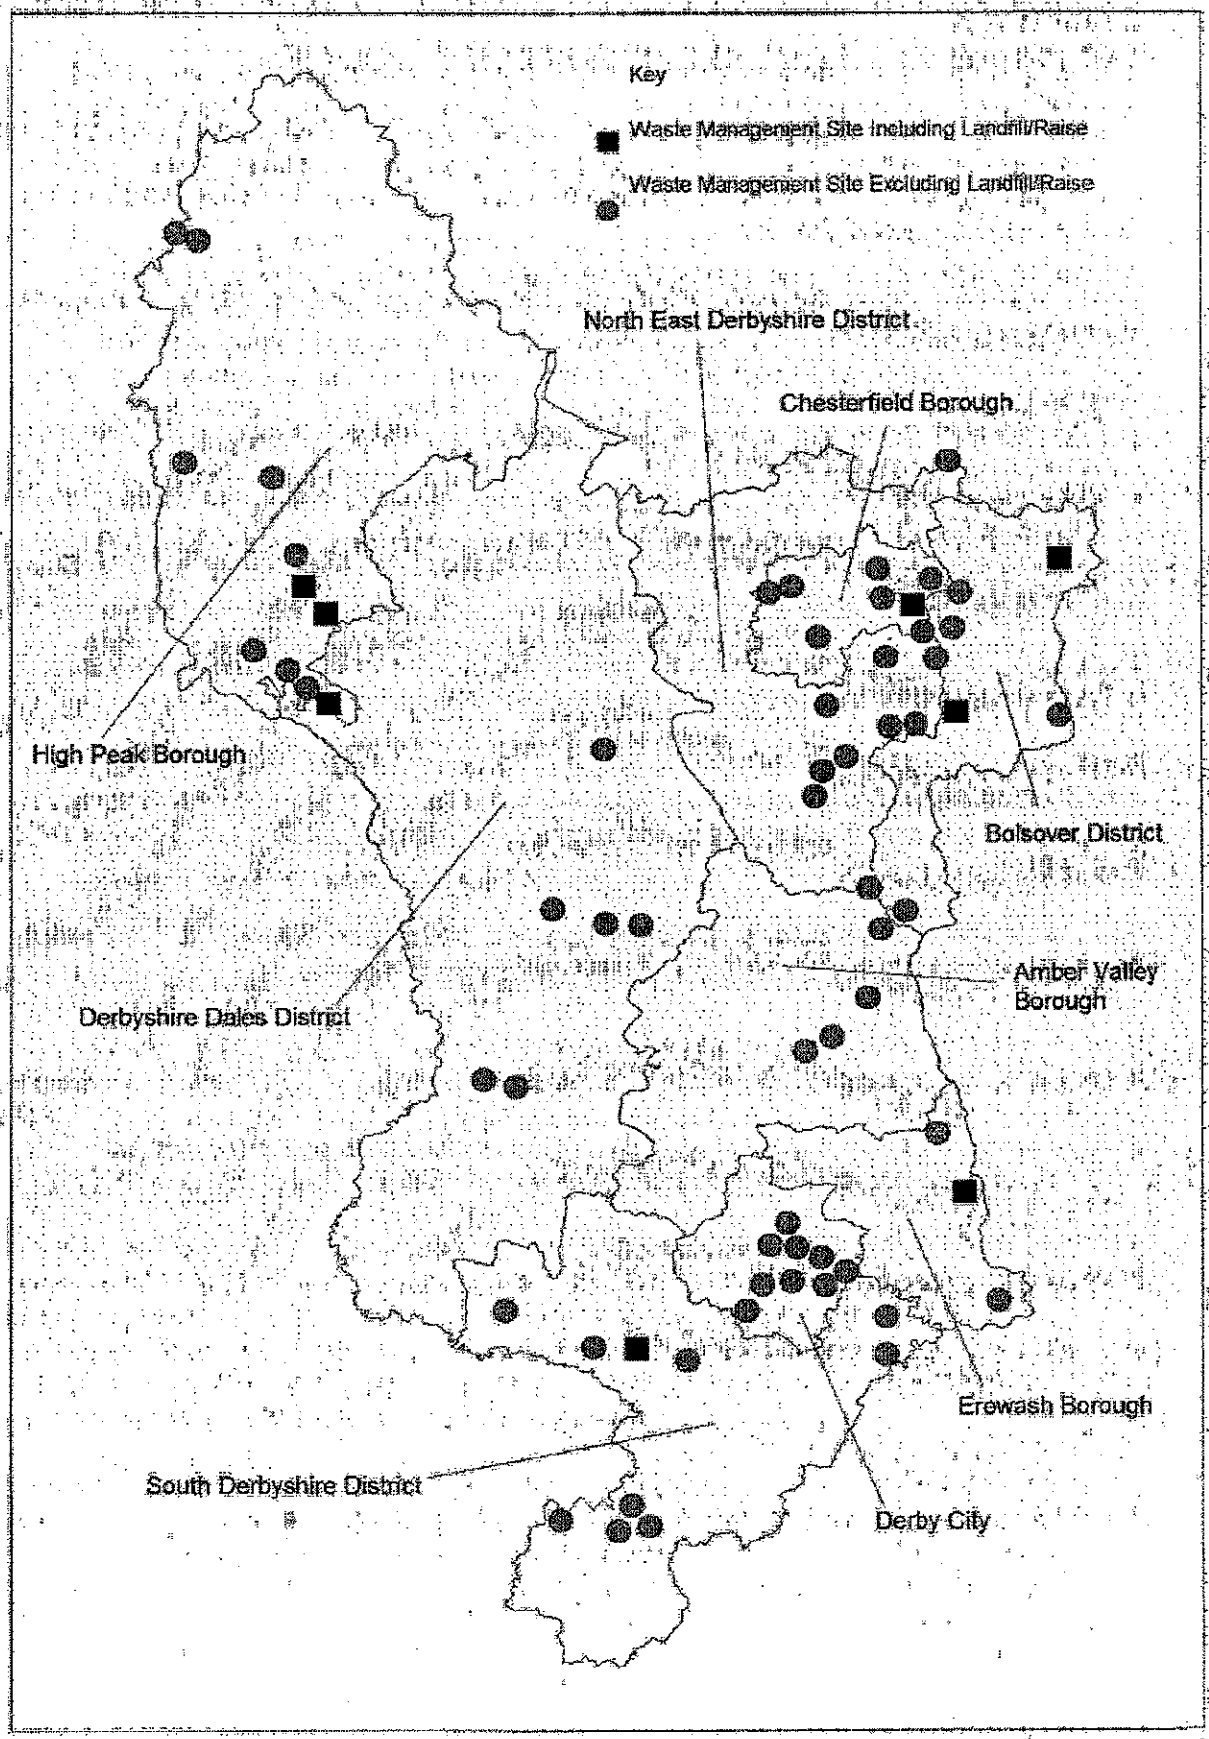 Key
Waste Management Site Including Landfill/Raise
Waste Management Site Excluding Landfill/Raise
North East Derbyshire District
Chesterfield Borough
High Peak Borough
Bolsover District
Amber Valley
Borough
Derbyshire Dales District
Erewash Borough
South Derbyshire District
Derby City